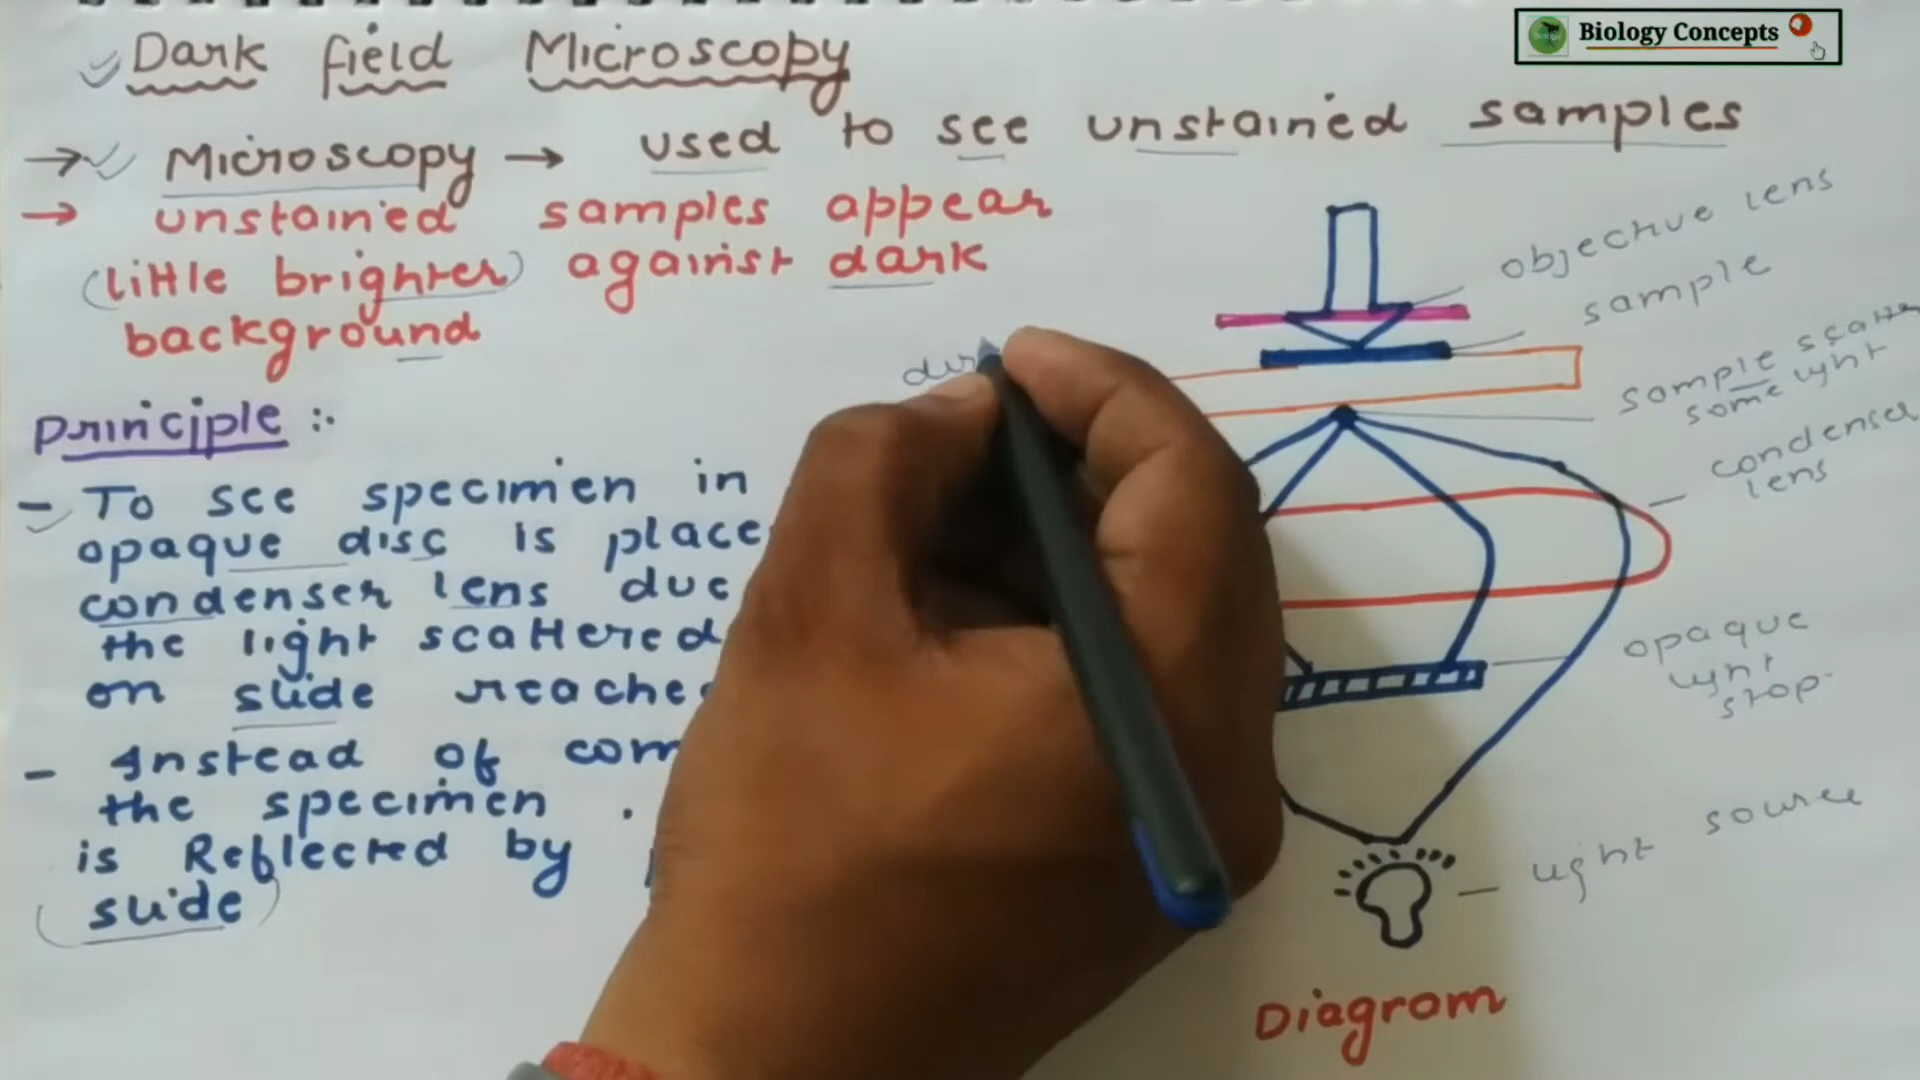 Biology Concepts
Dark field Microscopy
→ Microscopy → used to see unstained samples
→ unstained samples appear
(little brighter) against dark
background
Principle :-
- To see specimen in
opaque disc is place
condenser lens due
the light scattered
on slide reache
- Instead of com
the specimen .
is Reflected by
(slide)
objective lens
sample
sample scatter
some light
condenser
lens
opaque
light
stop.
light source
Diagrom